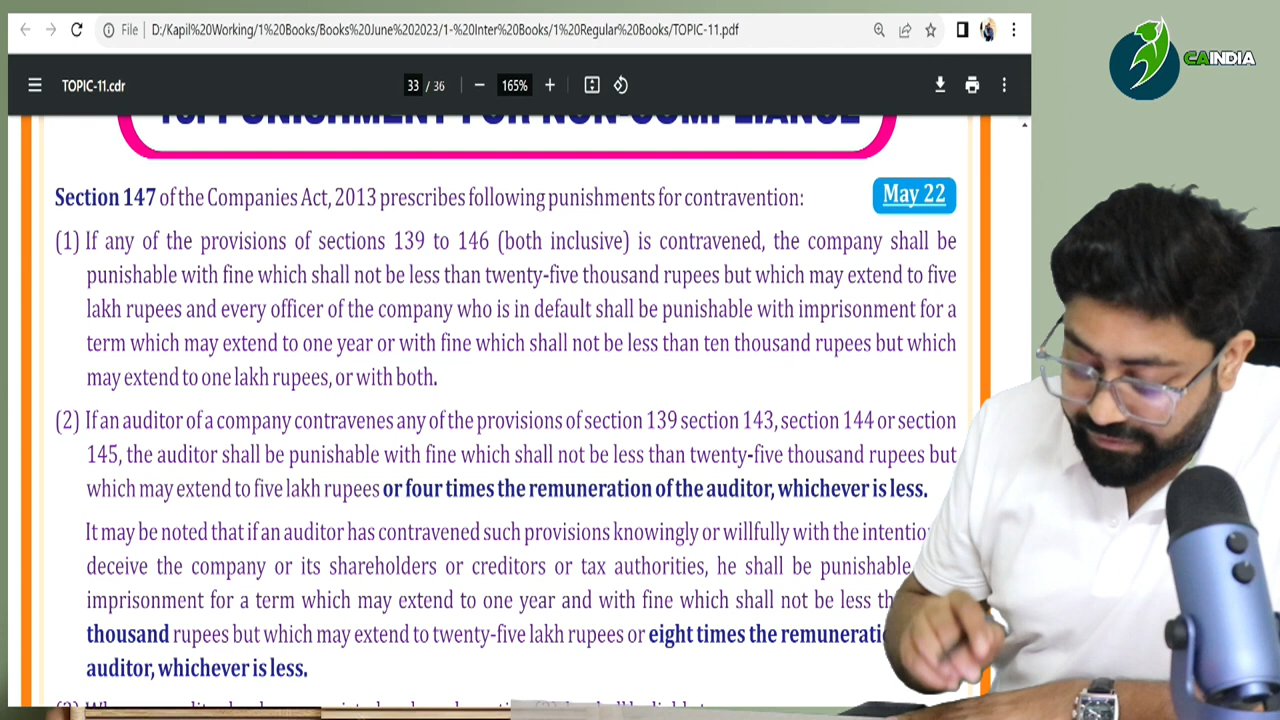 File D:/Kapil%20Working/1%20Books/Books%20June%202023/1-%20Inter%20Books/1%20Regular%20Books/TOPIC-11.pdf
CAINDIA
TOPIC-11.cdr 33 / 36 165%
PUNISHMENT FOR NON-COMPLIANCE
Section 147 of the Companies Act, 2013 prescribes following punishments for contravention: May 22
(1) If any of the provisions of sections 139 to 146 (both inclusive) is contravened, the company shall be
punishable with fine which shall not be less than twenty-five thousand rupees but which may extend to five
lakh rupees and every officer of the company who is in default shall be punishable with imprisonment for a
term which may extend to one year or with fine which shall not be less than ten thousand rupees but which
may extend to one lakh rupees, or with both.
(2) If an auditor of a company contravenes any of the provisions of section 139 section 143, section 144 or section
145, the auditor shall be punishable with fine which shall not be less than twenty-five thousand rupees but
which may extend to five lakh rupees or four times the remuneration of the auditor, whichever is less.
It may be noted that if an auditor has contravened such provisions knowingly or willfully with the intentio
deceive the company or its shareholders or creditors or tax authorities, he shall be punishable
imprisonment for a term which may extend to one year and with fine which shall not be less th
thousand rupees but which may extend to twenty-five lakh rupees or eight times the remunerati
auditor, whichever is less.